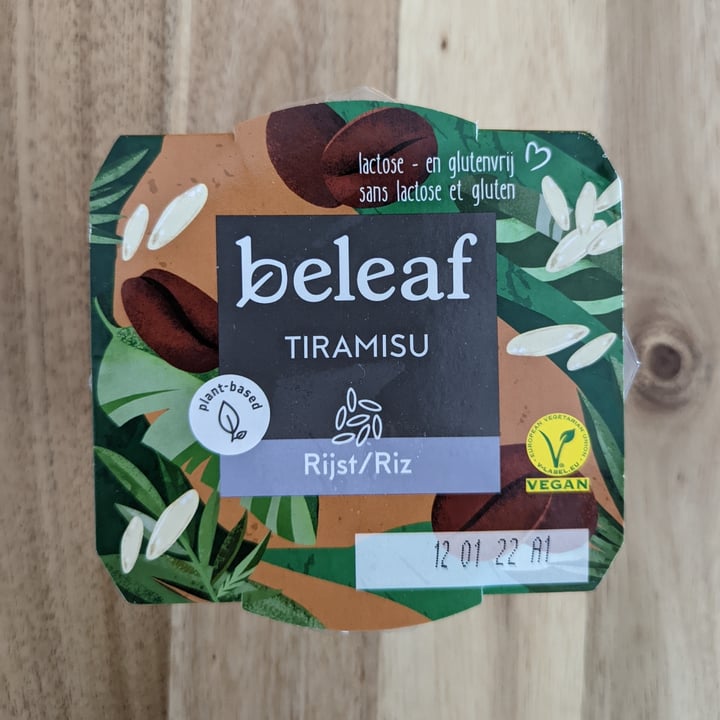 lactose - en glutenvrij
sans lactose et gluten
beleaf
TIRAMISU
plant-based
Rijst/Riz
EUROPEAN VEGETARIAN UNION
V-LABEL.EU
VEGAN
12 01 22 A1